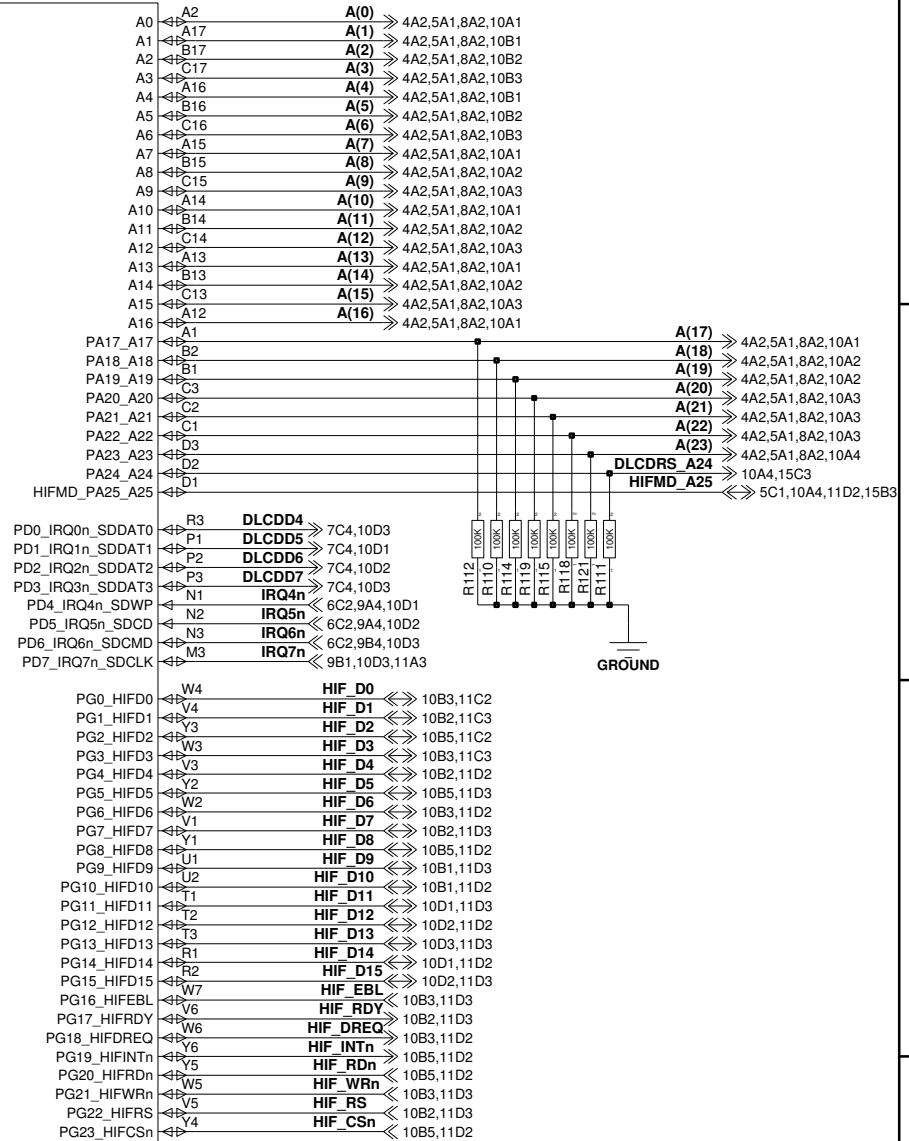 A0 A2 A(0) 4A2,5A1,8A2,10A1
A1 A17 A(1) 4A2,5A1,8A2,10B1
A2 B17 A(2) 4A2,5A1,8A2,10B2
A3 C17 A(3) 4A2,5A1,8A2,10B3
A4 A16 A(4) 4A2,5A1,8A2,10B1
A5 B16 A(5) 4A2,5A1,8A2,10B2
A6 C16 A(6) 4A2,5A1,8A2,10B3
A7 A15 A(7) 4A2,5A1,8A2,10A1
A8 B15 A(8) 4A2,5A1,8A2,10A2
A9 C15 A(9) 4A2,5A1,8A2,10A3
A10 A14 A(10) 4A2,5A1,8A2,10A1
A11 B14 A(11) 4A2,5A1,8A2,10A2
A12 C14 A(12) 4A2,5A1,8A2,10A3
A13 A13 A(13) 4A2,5A1,8A2,10A1
A14 B13 A(14) 4A2,5A1,8A2,10A2
A15 C13 A(15) 4A2,5A1,8A2,10A3
A16 A12 A(16) 4A2,5A1,8A2,10A1
PA17_A17 A1 A(17) 4A2,5A1,8A2,10A1
PA18_A18 B2 A(18) 4A2,5A1,8A2,10A2
PA19_A19 B1 A(19) 4A2,5A1,8A2,10A2
PA20_A20 C3 A(20) 4A2,5A1,8A2,10A3
PA21_A21 C2 A(21) 4A2,5A1,8A2,10A3
PA22_A22 C1 A(22) 4A2,5A1,8A2,10A3
PA23_A23 D3 A(23) 4A2,5A1,8A2,10A4
PA24_A24 D2 DLCDRS_A24 10A4,15C3
HIFMD_PA25_A25 D1 HIFMD_A25 5C1,10A4,11D2,15B3
PD0_IRQ0n_SDDAT0 R3 DLCDD4 7C4,10D3
PD1_IRQ1n_SDDAT1 P1 DLCDD5 7C4,10D1
PD2_IRQ2n_SDDAT2 P2 DLCDD6 7C4,10D2
PD3_IRQ3n_SDDAT3 P3 DLCDD7 7C4,10D3
PD4_IRQ4n_SDWP N1 IRQ4n 6C2,9A4,10D1
PD5_IRQ5n_SDCD N2 IRQ5n 6C2,9A4,10D2
PD6_IRQ6n_SDCMD N3 IRQ6n 6C2,9B4,10D3
PD7_IRQ7n_SDCLK M3 IRQ7n 9B1,10D3,11A3
100K 100K 100K 100K 100K 100K 100K 100K
R112 R110 R114 R119 R115 R118 R121 R111
GROUND
PG0_HIFD0 W4 HIF_D0 10B3,11C2
PG1_HIFD1 V4 HIF_D1 10B2,11C3
PG2_HIFD2 Y3 HIF_D2 10B5,11C2
PG3_HIFD3 W3 HIF_D3 10B3,11C3
PG4_HIFD4 V3 HIF_D4 10B2,11D2
PG5_HIFD5 Y2 HIF_D5 10B5,11D3
PG6_HIFD6 W2 HIF_D6 10B3,11D2
PG7_HIFD7 V1 HIF_D7 10B2,11D3
PG8_HIFD8 Y1 HIF_D8 10B5,11D2
PG9_HIFD9 U1 HIF_D9 10B1,11D3
PG10_HIFD10 U2 HIF_D10 10B1,11D2
PG11_HIFD11 T1 HIF_D11 10D1,11D3
PG12_HIFD12 T2 HIF_D12 10D2,11D2
PG13_HIFD13 T3 HIF_D13 10D3,11D3
PG14_HIFD14 R1 HIF_D14 10D1,11D2
PG15_HIFD15 R2 HIF_D15 10D2,11D3
PG16_HIFEBL W7 HIF_EBL 10B3,11D3
PG17_HIFRDY V6 HIF_RDY 10B2,11D3
PG18_HIFDREQ W6 HIF_DREQ 10B3,11D2
PG19_HIFINTn Y6 HIF_INTn 10B5,11D2
PG20_HIFRDn Y5 HIF_RDn 10B5,11D2
PG21_HIFWRn W5 HIF_WRn 10B3,11D3
PG22_HIFRS V5 HIF_RS 10B2,11D3
PG23_HIFCSn Y4 HIF_CSn 10B5,11D2